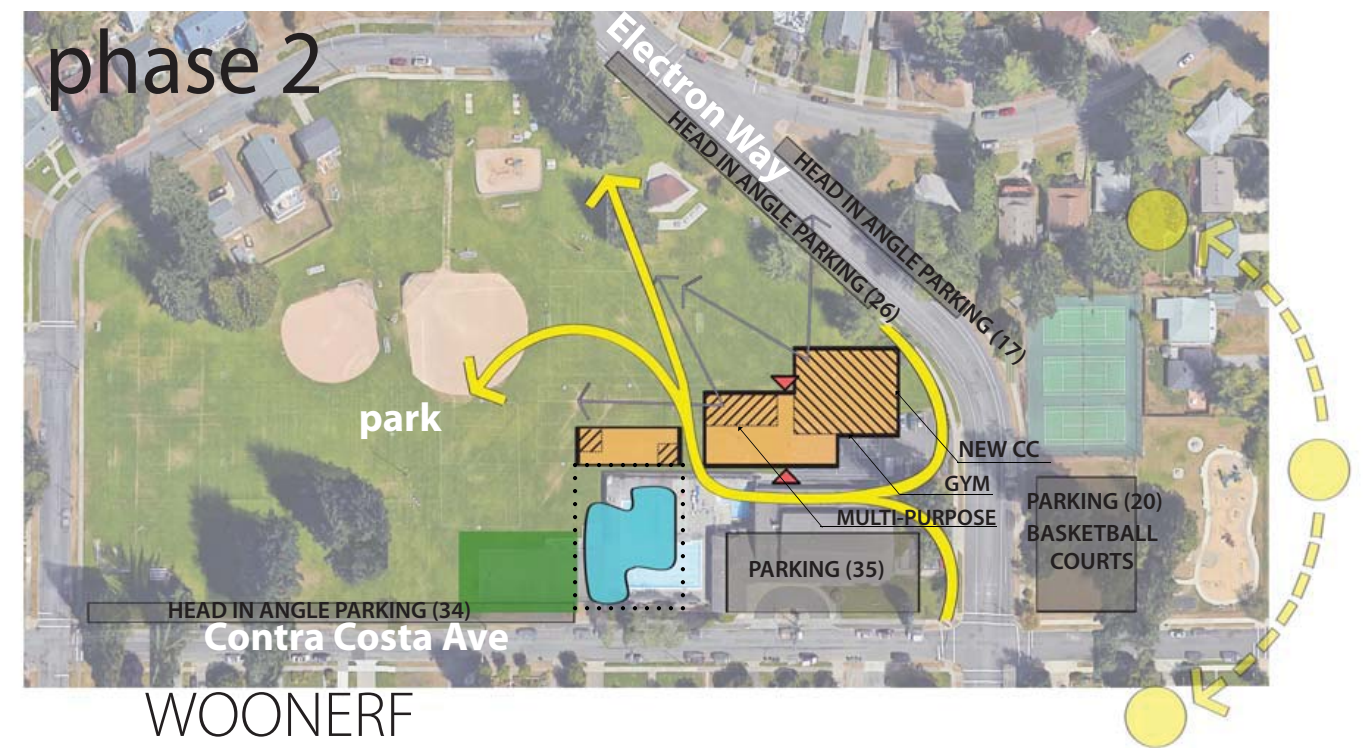 phase 2
Electron Way
HEAD IN ANGLE PARKING (26)
HEAD IN ANGLE PARKING (17)
park
NEW CC
GYM
MULTI-PURPOSE
PARKING (20)
BASKETBALL
COURTS
PARKING (35)
HEAD IN ANGLE PARKING (34)
Contra Costa Ave
WOONERF